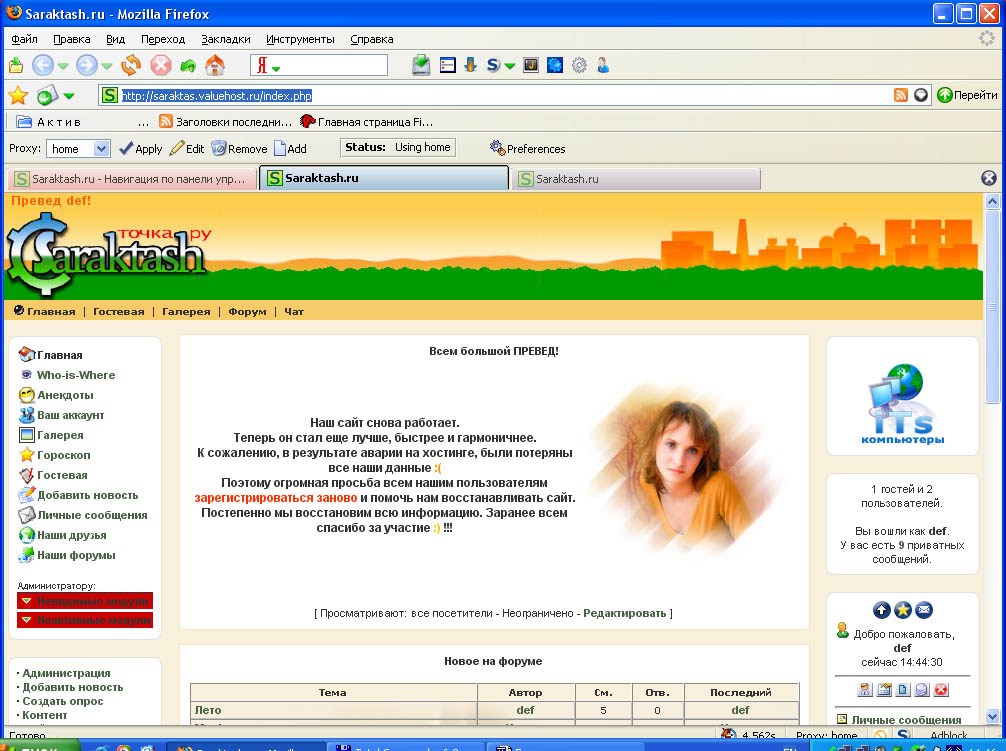 Saraktash.ru - Mozilla Firefox
Файл Правка Вид Переход Закладки Инструменты Справка
Я
http://saraktas.valuehost.ru/index.php
Перейти
А к т и в ... Заголовки последни... Главная страница Fi...
Proxy: home Apply Edit Remove Add Status: Using home Preferences
Saraktash.ru - Навигация по панели упр... Saraktash.ru Saraktash.ru
Превед def!
точка.ру
Saraktash
Главная | Гостевая | Галерея | Форум | Чат
Главная
Who-is-Where
Анекдоты
Ваш аккаунт
Галерея
Гороскоп
Гостевая
Добавить новость
Личные сообщения
Наши друзья
Наши форумы
Администратору:
Невидимые модули
Неактивные модули
· Администрация
· Добавить новость
· Создать опрос
· Контент
Всем большой ПРЕВЕД!
Наш сайт снова работает.
Теперь он стал еще лучше, быстрее и гармоничнее.
К сожалению, в результате аварии на хостинге, были потеряны
все наши данные :(
Поэтому огромная просьба всем нашим пользователям
зарегистрироваться заново и помочь нам восстанавливать сайт.
Постепенно мы восстановим всю информацию. Заранее всем
спасибо за участие :) !!!
[ Просматривают: все посетители - Неограничено - Редактировать ]
Новое на форуме
Тема Автор См. Отв. Последний
Лето def 5 0 def
ITS
компьютеры
1 гостей и 2
пользователей.
Вы вошли как def.
У вас есть 9 приватных
сообщений.
Добро пожаловать,
def
сейчас 14:44:30
Личные сообщения
Готово 4,562s Proxy: home Adblock